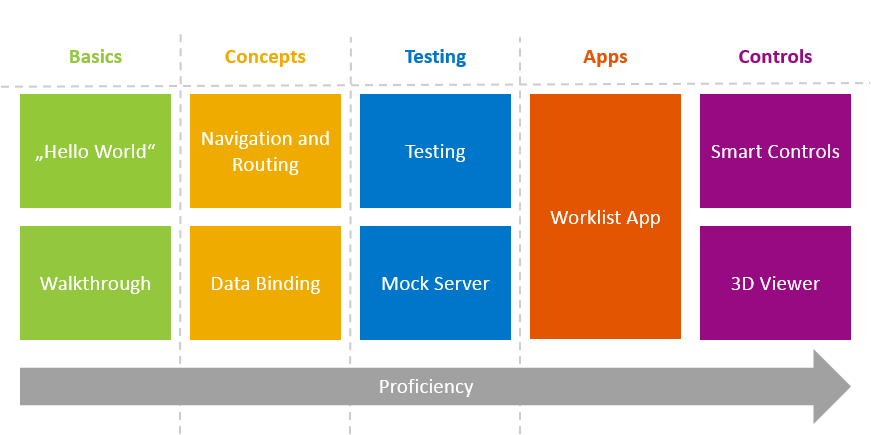 Basics
Concepts
Testing
Apps
Controls
„Hello World“
Navigation and
Routing
Testing
Worklist App
Smart Controls
Walkthrough
Data Binding
Mock Server
3D Viewer
Proficiency